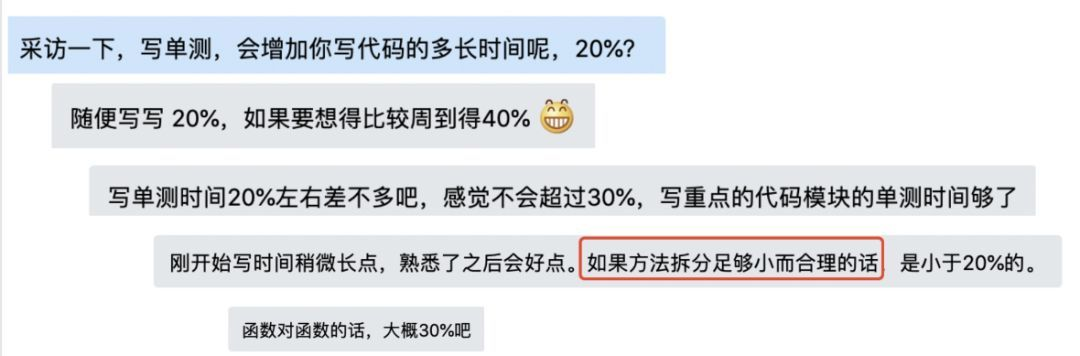 采访一下，写单测，会增加你写代码的多长时间呢，20%?
随便写写 20%，如果要想得比较周到得40% 😁
写单测时间20%左右差不多吧，感觉不会超过30%，写重点的代码模块的单测时间够了
刚开始写时间稍微长点，熟悉了之后会好点。如果方法拆分足够小而合理的话，是小于20%的。
函数对函数的话，大概30%吧